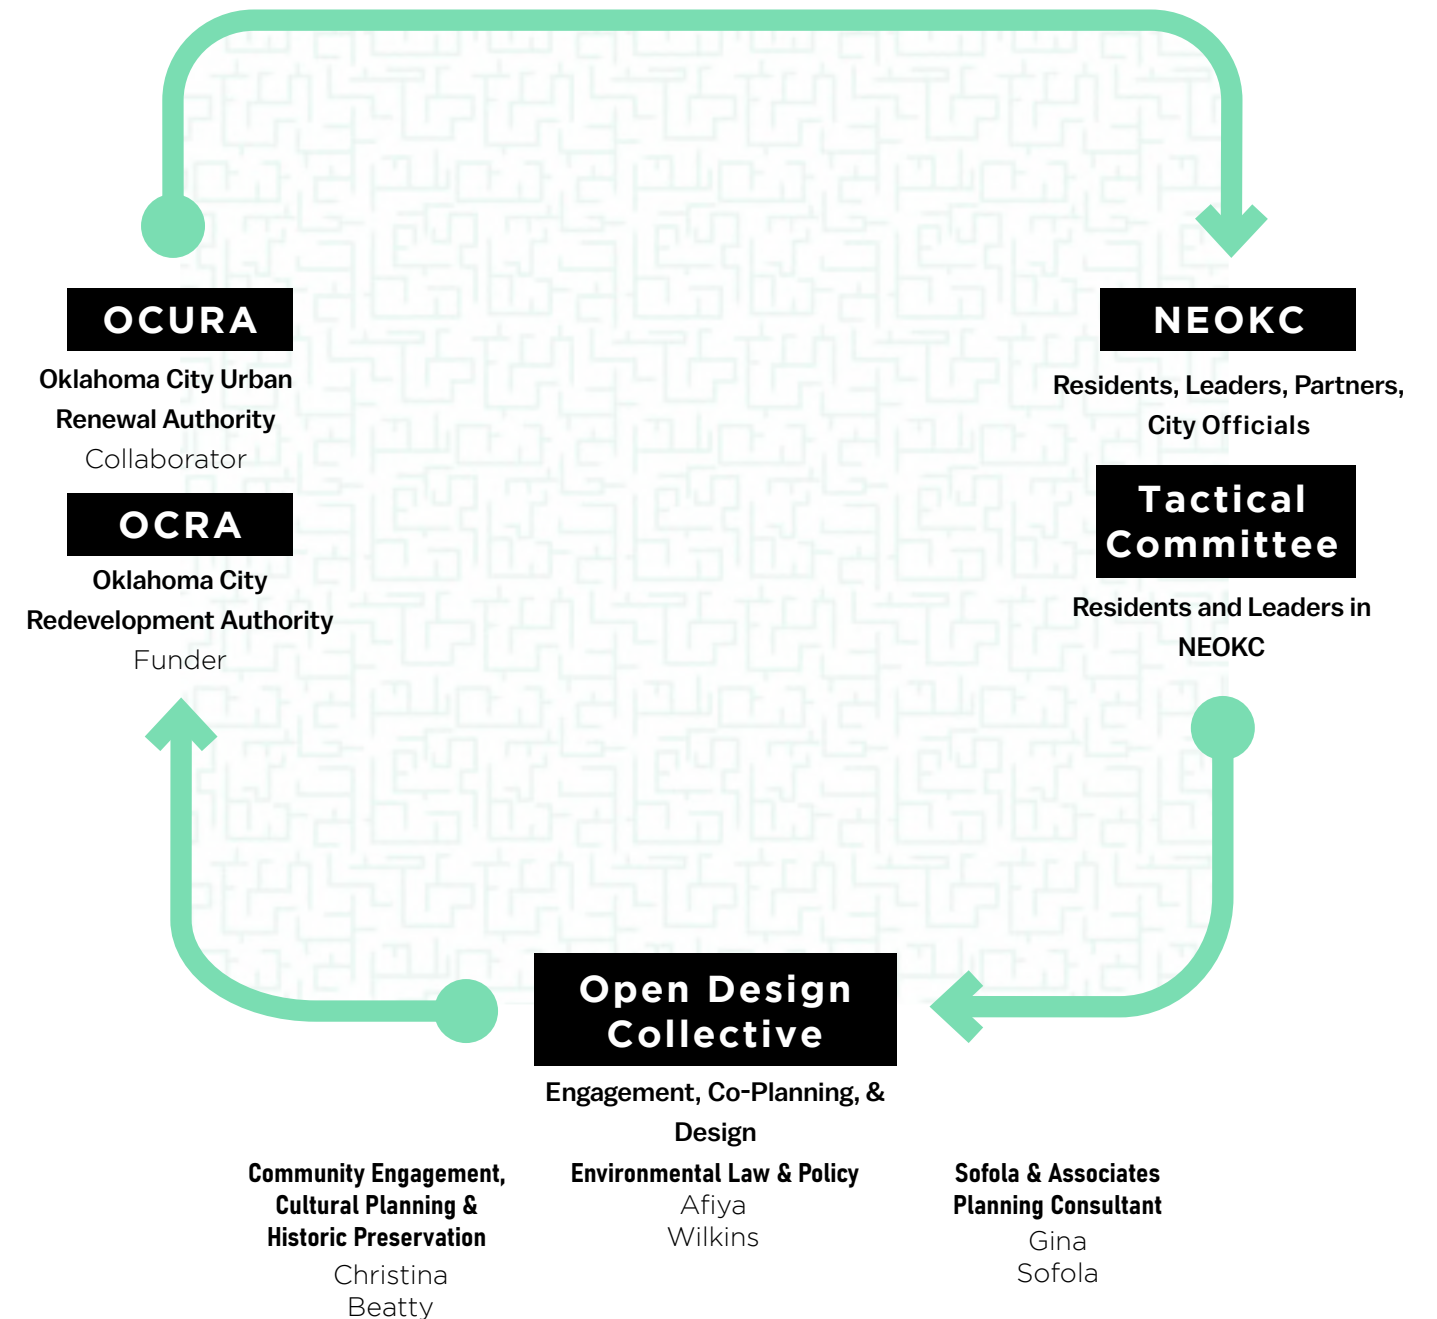 OCURA
Oklahoma City Urban
Renewal Authority
Collaborator
OCRA
Oklahoma City
Redevelopment Authority
Funder
NEOKC
Residents, Leaders, Partners,
City Officials
Tactical
Committee
Residents and Leaders in
NEOKC
Open Design
Collective
Engagement, Co-Planning, &
Design
Community Engagement,
Cultural Planning &
Historic Preservation
Christina
Beatty
Environmental Law & Policy
Afiya
Wilkins
Sofola & Associates
Planning Consultant
Gina
Sofola